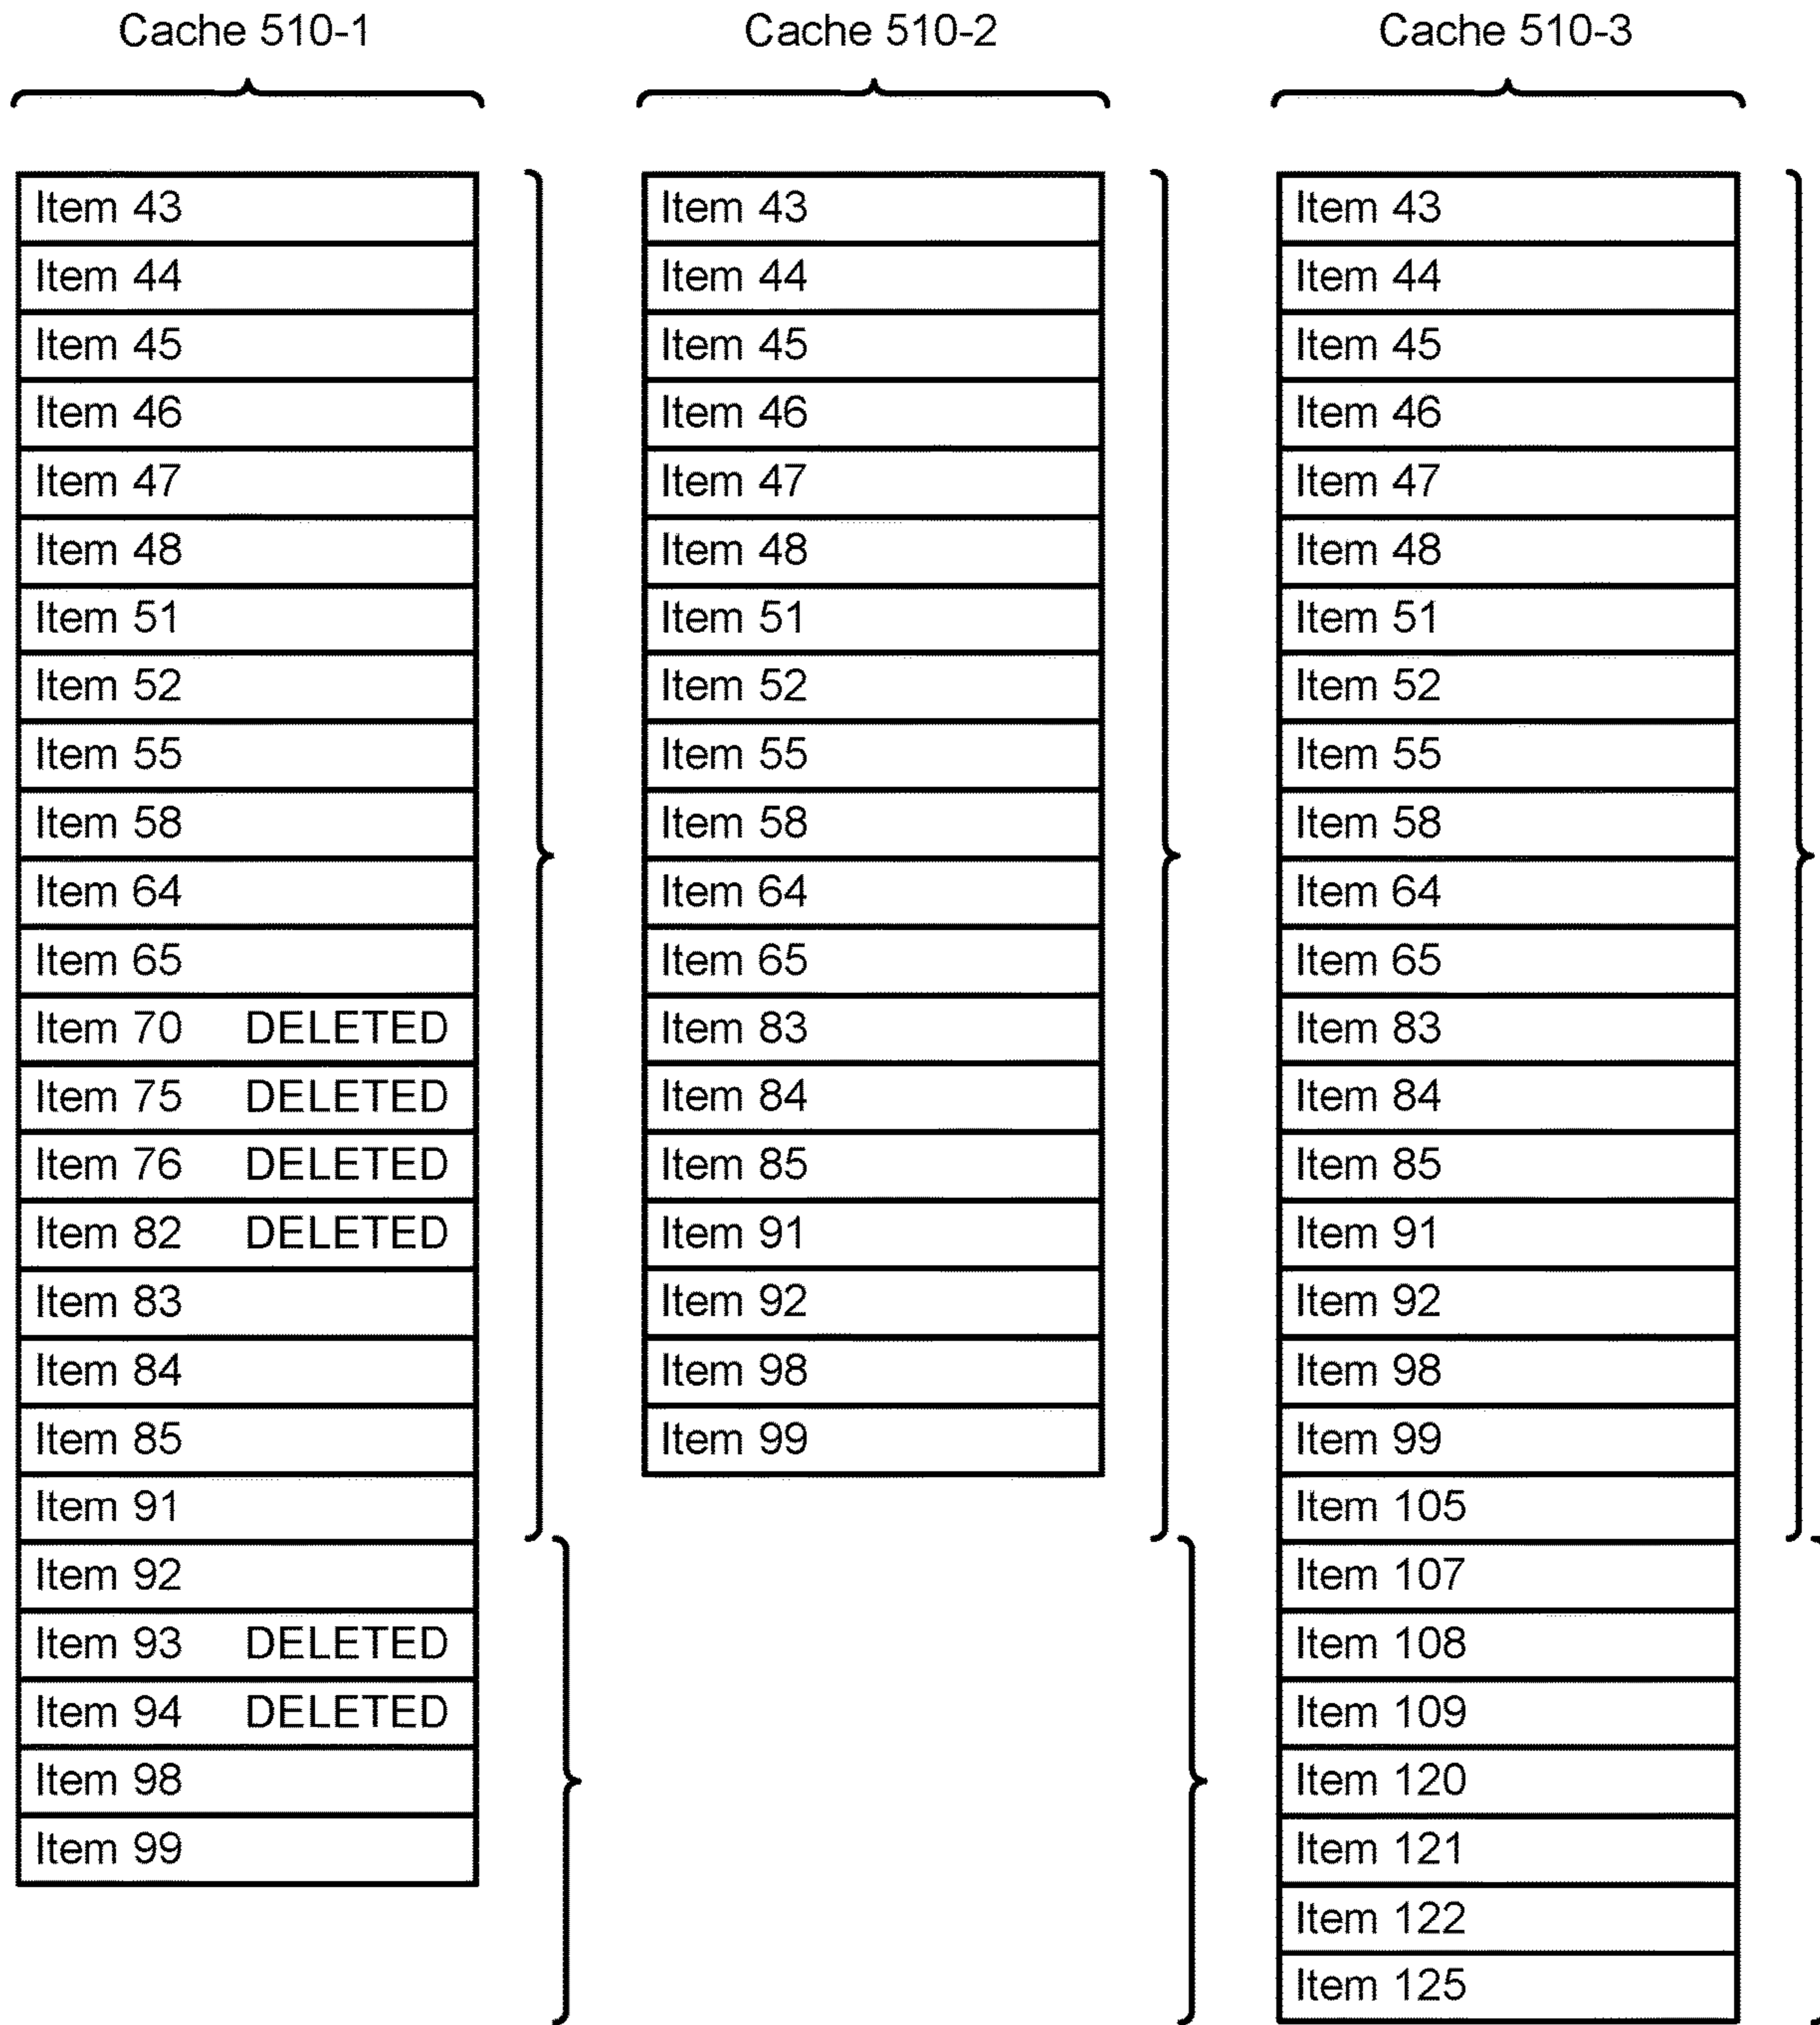 Cache 510-1
Item 43
Item 44
Item 45
Item 46
Item 47
Item 48
Item 51
Item 52
Item 55
Item 58
Item 64
Item 65
Item 70 DELETED
Item 75 DELETED
Item 76 DELETED
Item 82 DELETED
Item 83
Item 84
Item 85
Item 91
Item 92
Item 93 DELETED
Item 94 DELETED
Item 98
Item 99
Cache 510-2
Item 43
Item 44
Item 45
Item 46
Item 47
Item 48
Item 51
Item 52
Item 55
Item 58
Item 64
Item 65
Item 83
Item 84
Item 85
Item 91
Item 92
Item 98
Item 99
Cache 510-3
Item 43
Item 44
Item 45
Item 46
Item 47
Item 48
Item 51
Item 52
Item 55
Item 58
Item 64
Item 65
Item 83
Item 84
Item 85
Item 91
Item 92
Item 98
Item 99
Item 105
Item 107
Item 108
Item 109
Item 120
Item 121
Item 122
Item 125